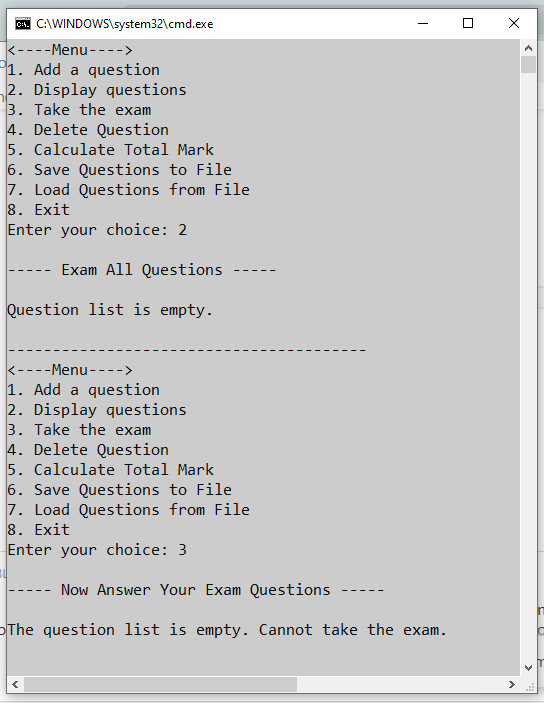 C:\WINDOWS\system32\cmd.exe
<----Menu---->
1. Add a question
2. Display questions
3. Take the exam
4. Delete Question
5. Calculate Total Mark
6. Save Questions to File
7. Load Questions from File
8. Exit
Enter your choice: 2
----- Exam All Questions -----
Question list is empty.
----------------------------------------
<----Menu---->
1. Add a question
2. Display questions
3. Take the exam
4. Delete Question
5. Calculate Total Mark
6. Save Questions to File
7. Load Questions from File
8. Exit
Enter your choice: 3
----- Now Answer Your Exam Questions -----
The question list is empty. Cannot take the exam.